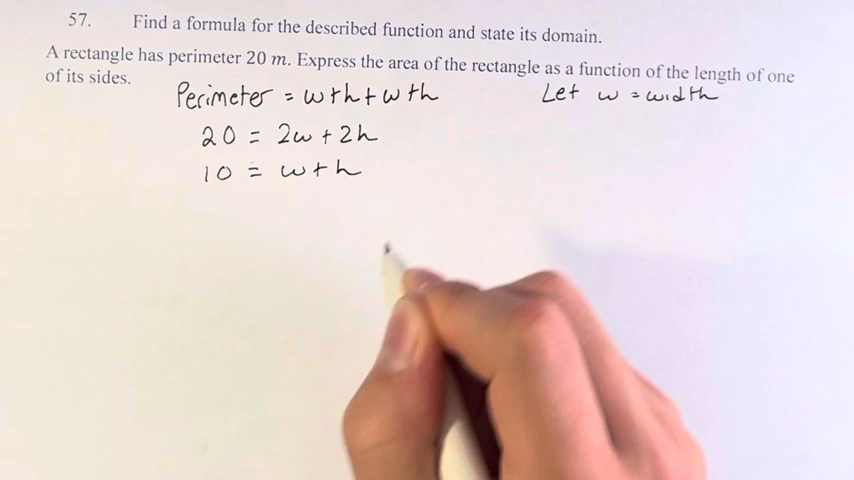 57. Find a formula for the described function and state its domain.
A rectangle has perimeter 20 m. Express the area of the rectangle as a function of the length of one
of its sides.
Perimeter = w+h+w+h
Let w = width
20 = 2w + 2h
10 = w+h